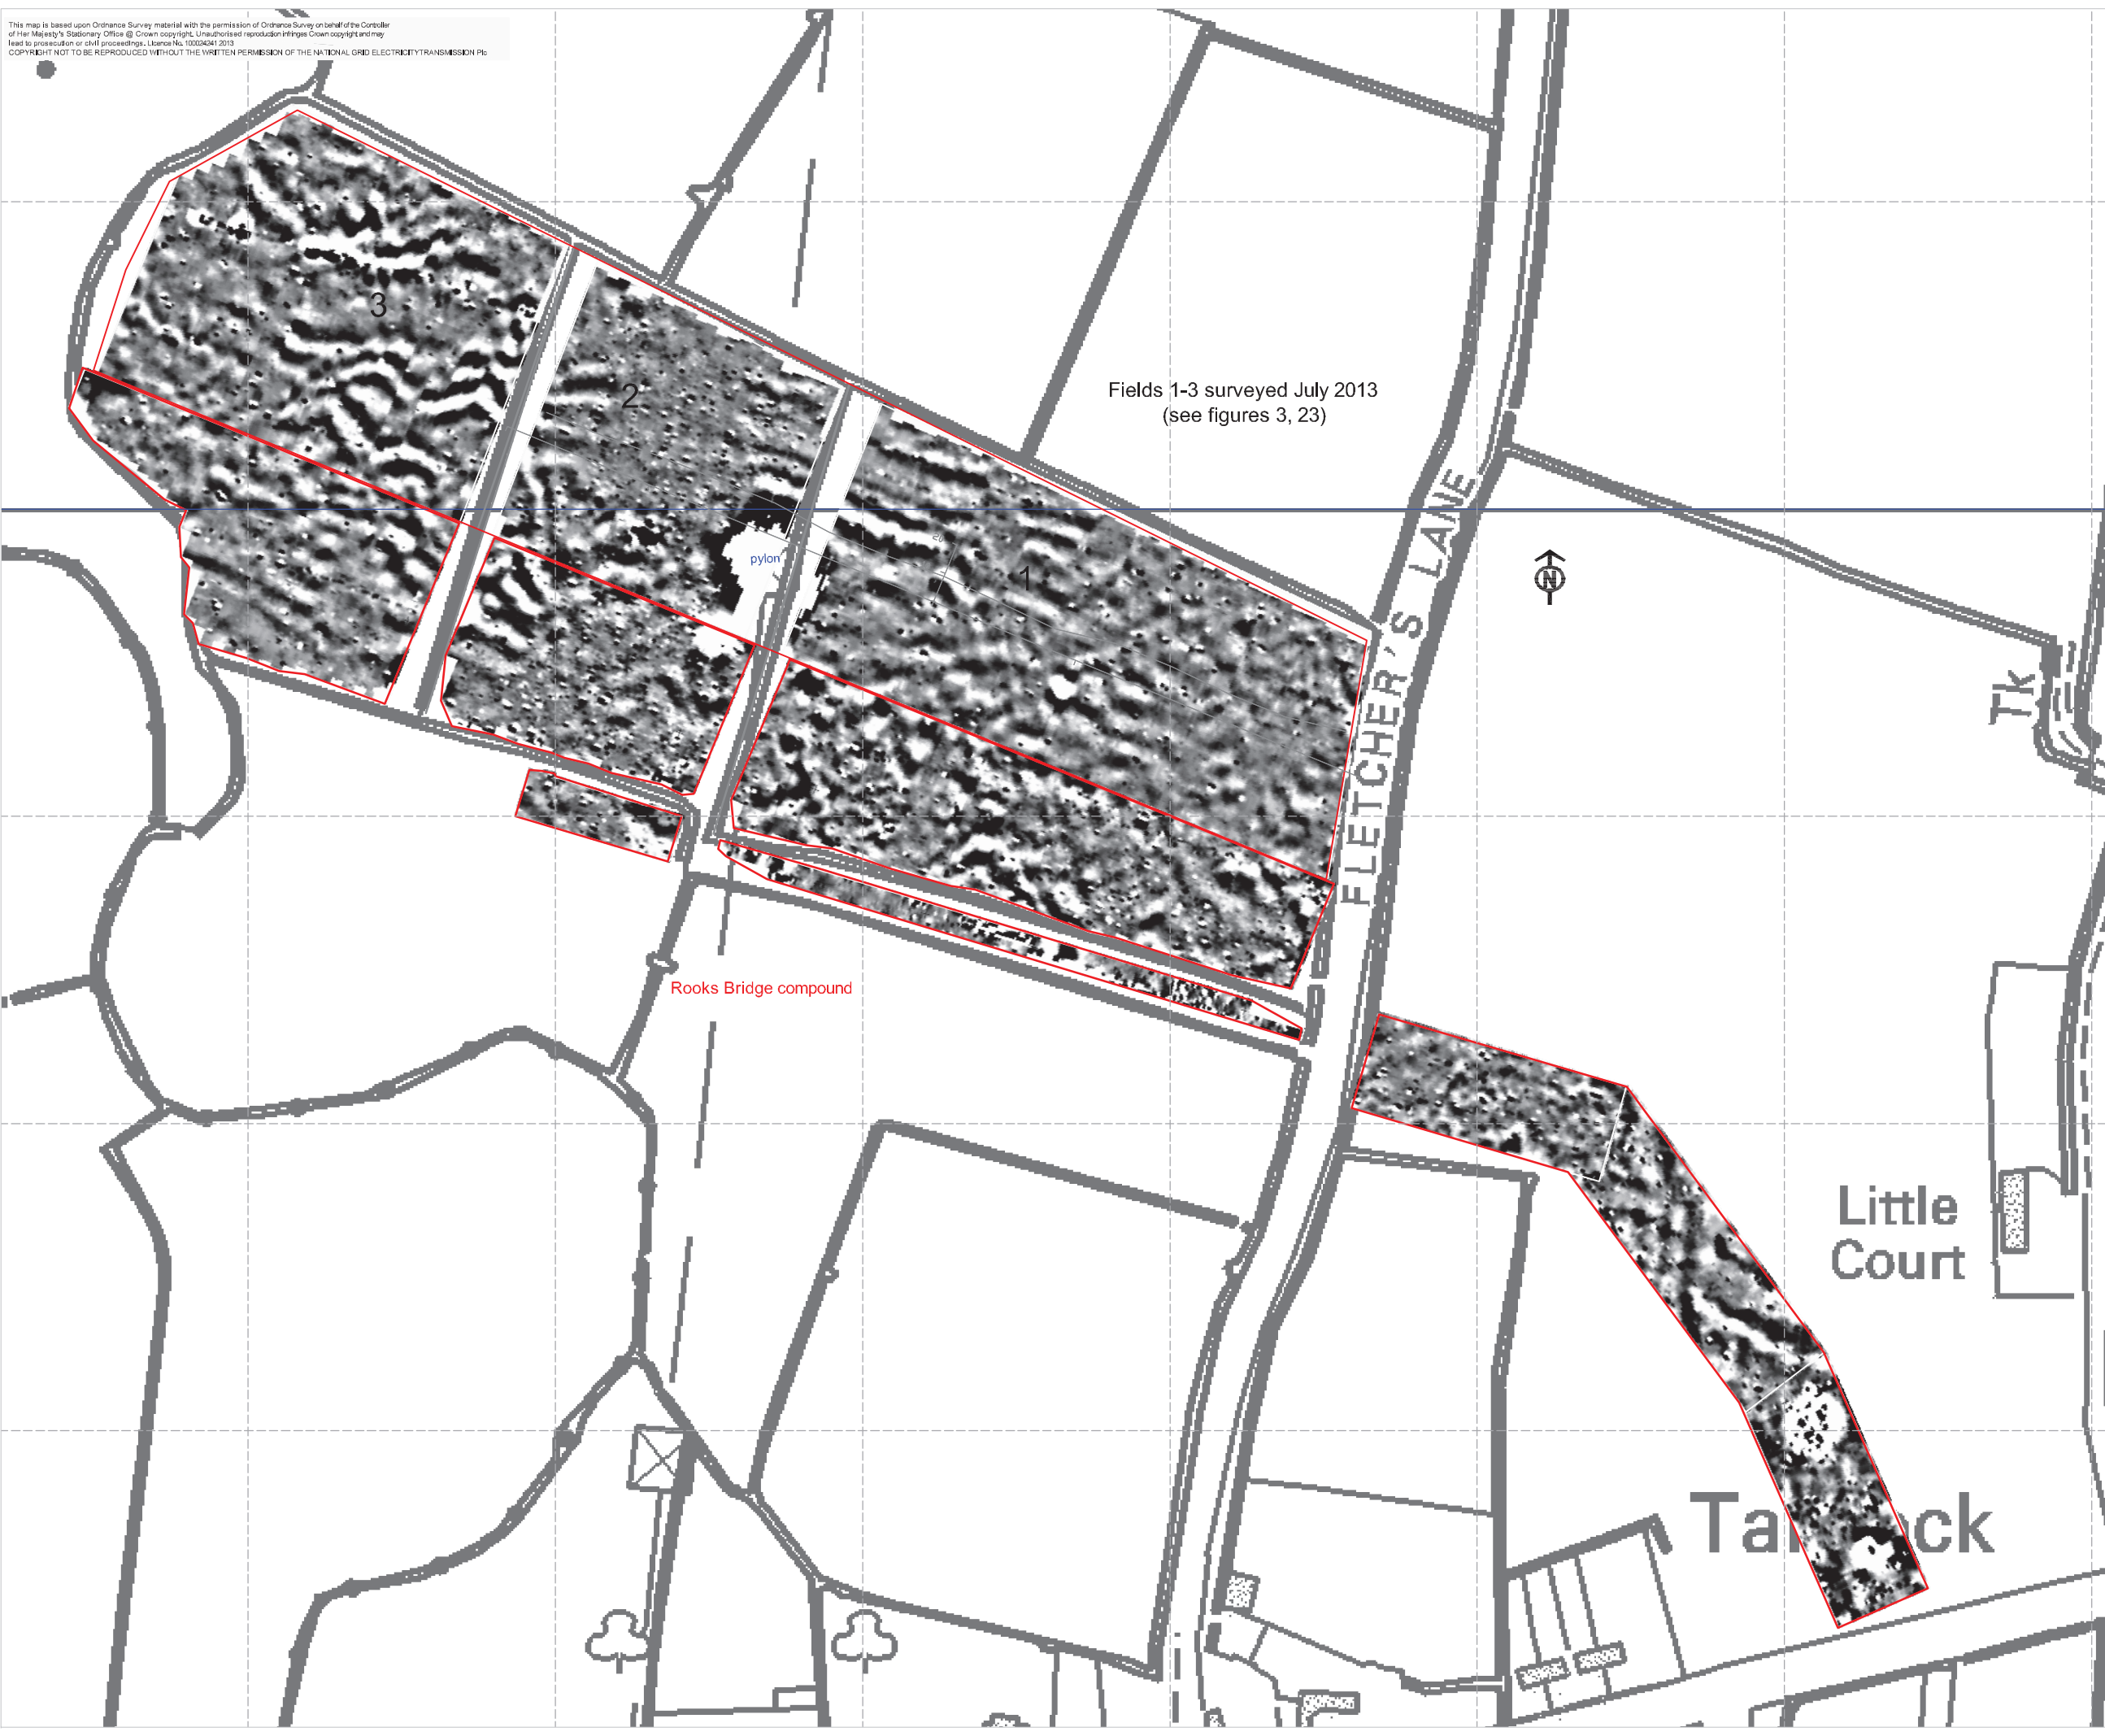 This map is based upon Ordnance Survey material with the permission of Ordnance Survey on behalf of the Controller
of Her Majesty's Stationary Office @ Crown copyright. Unauthorised reproduction infringes Crown copyright and may
lead to prosecution or civil proceedings. Licence No. 100024241 2013
COPYRIGHT NOT TO BE REPRODUCED WITHOUT THE WRITTEN PERMISSION OF THE NATIONAL GRID ELECTRICITY TRANSMISSION Plc
3
2
Fields 1-3 surveyed July 2013
(see figures 3, 23)
pylon
1
N
FLETCHER'S LANE
Tk
Rooks Bridge compound
Little
Court
Ta ck